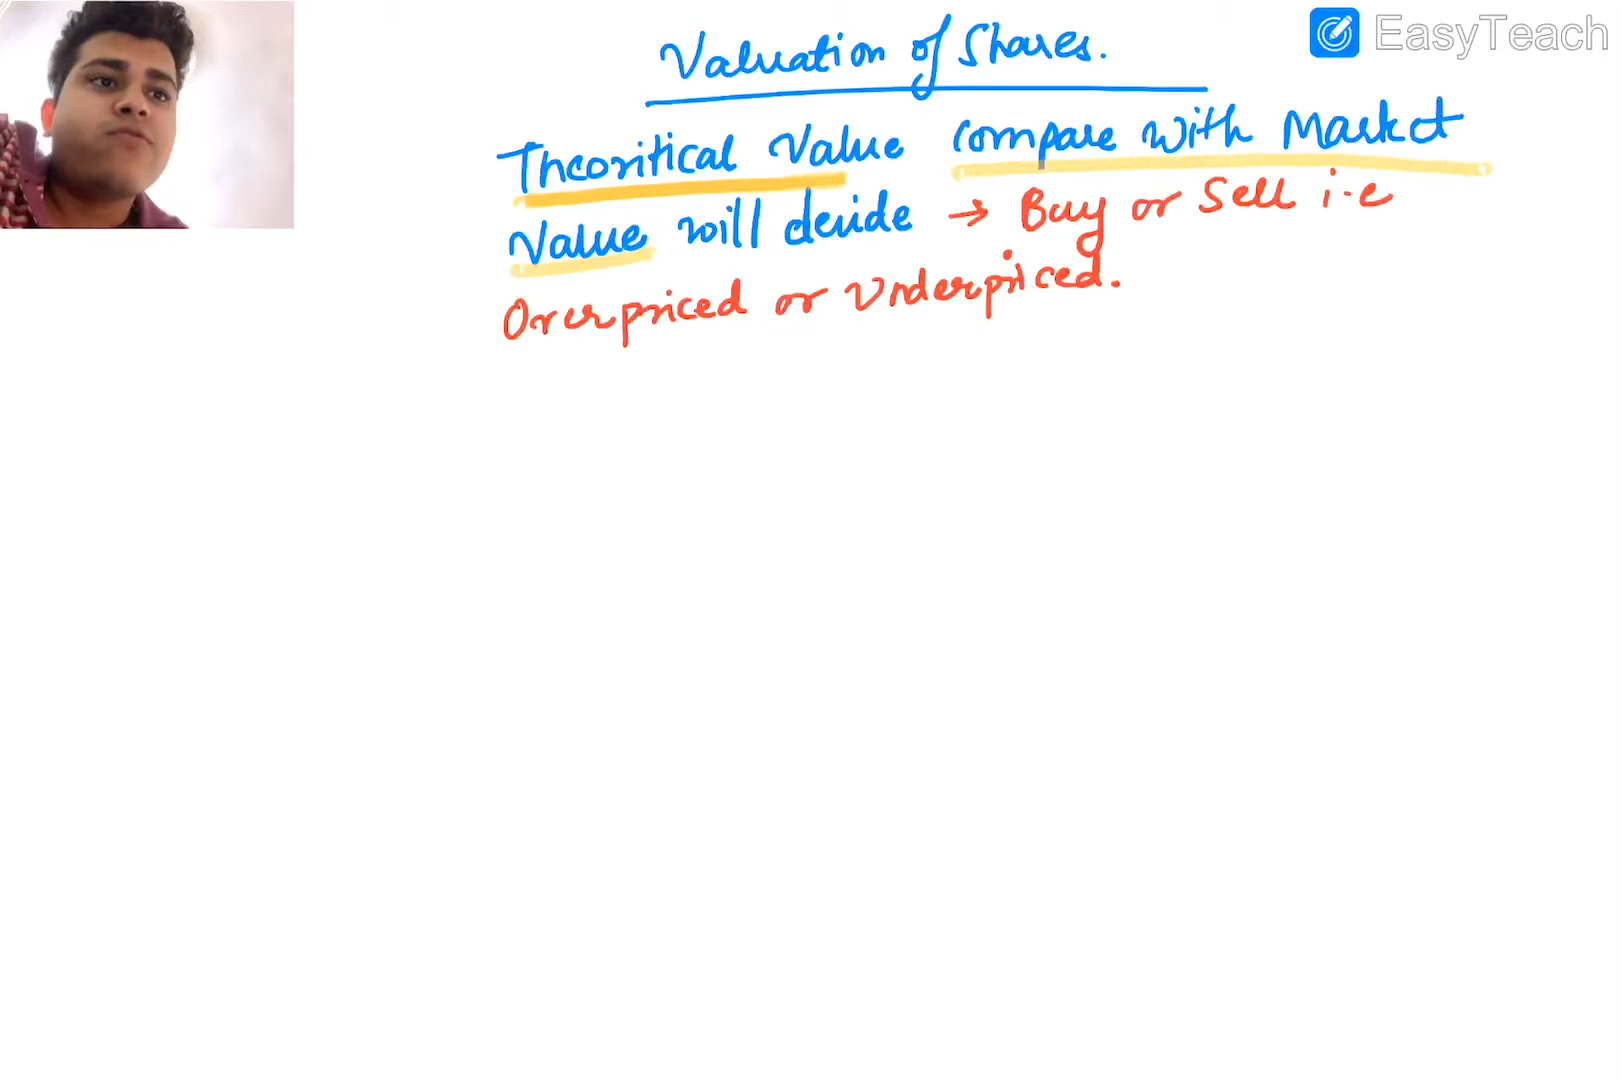 Valuation of Shares.
EasyTeach
Theoritical Value compare with Market
Value will decide → Buy or Sell i.e
Overpriced or Underpriced.